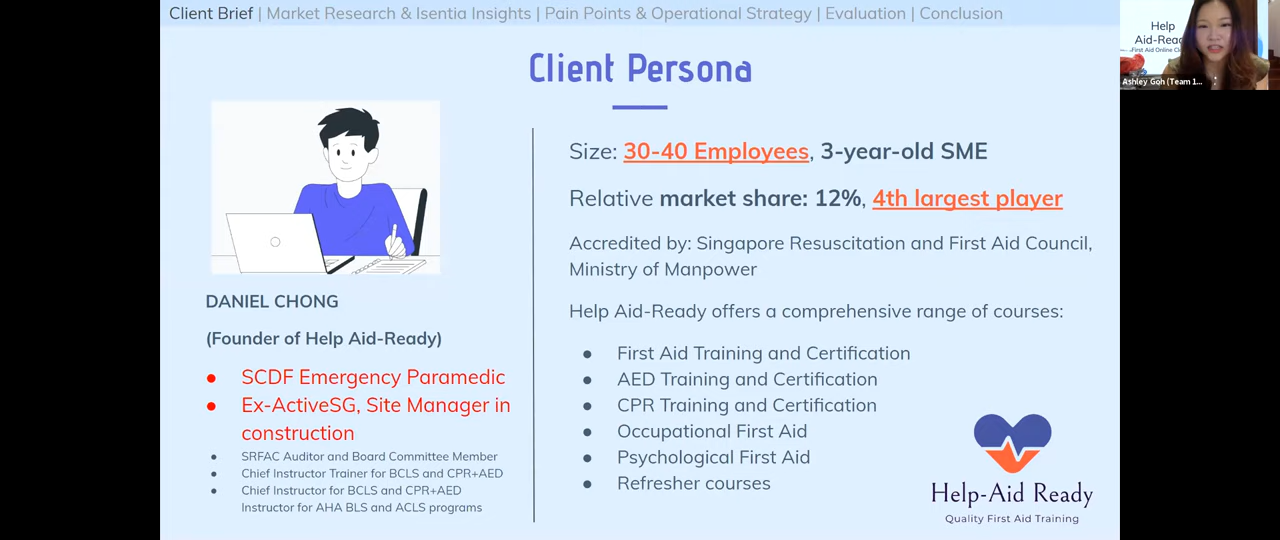 Client Brief | Market Research & Isentia Insights | Pain Points & Operational Strategy | Evaluation | Conclusion
Client Persona
DANIEL CHONG
(Founder of Help Aid-Ready)
● SCDF Emergency Paramedic
● Ex-ActiveSG, Site Manager in
construction
● SRFAC Auditor and Board Committee Member
● Chief Instructor Trainer for BCLS and CPR+AED
● Chief Instructor for BCLS and CPR+AED
Instructor for AHA BLS and ACLS programs
Size: 30-40 Employees, 3-year-old SME
Relative market share: 12%, 4th largest player
Accredited by: Singapore Resuscitation and First Aid Council,
Ministry of Manpower
Help Aid-Ready offers a comprehensive range of courses:
● First Aid Training and Certification
● AED Training and Certification
● CPR Training and Certification
● Occupational First Aid
● Psychological First Aid
● Refresher courses
Help-Aid Ready
Quality First Aid Training
Help
First Aid Online
Ashley Goh (Team 1...